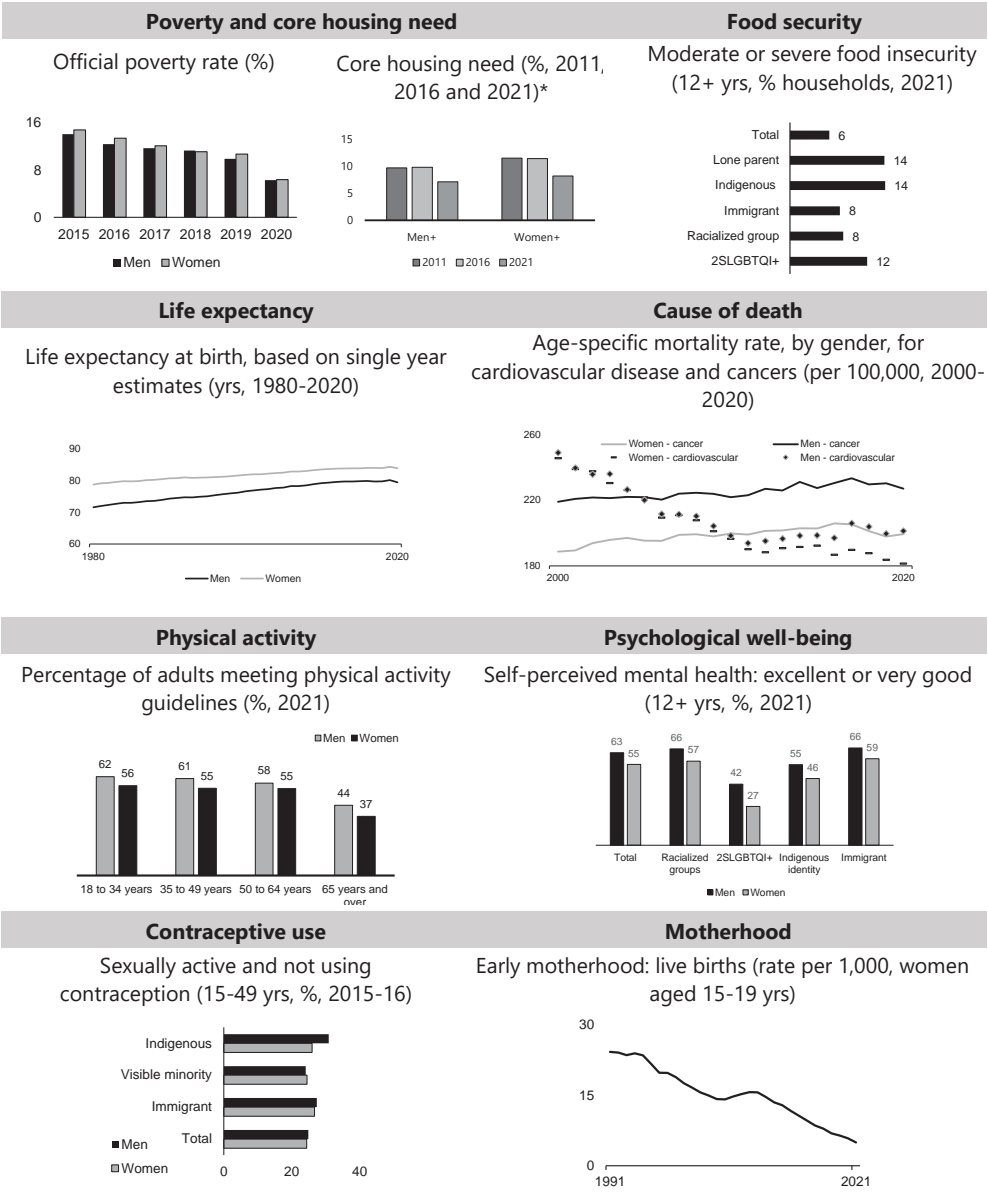 Poverty and core housing need
Food security
Official poverty rate (%)
16
8
0
2015 2016 2017 2018 2019 2020
Men Women
Core housing need (%, 2011,
2016 and 2021)*
15
10
5
0
Men+ Women+
2011 2016 2021
Moderate or severe food insecurity
(12+ yrs, % households, 2021)
Total 6
Lone parent 14
Indigenous 14
Immigrant 8
Racialized group 8
2SLGBTQI+ 12
Life expectancy
Cause of death
Life expectancy at birth, based on single year
estimates (yrs, 1980-2020)
90
80
70
60
1980 2020
Men Women
Age-specific mortality rate, by gender, for
cardiovascular disease and cancers (per 100,000, 2000-
2020)
260
220
180
Women - cancer Men - cancer
Women - cardiovascular Men - cardiovascular
2000 2020
Physical activity
Psychological well-being
Percentage of adults meeting physical activity
guidelines (%, 2021)
Men Women
62 56 61 55 58 55 44 37
18 to 34 years 35 to 49 years 50 to 64 years 65 years and
over
Self-perceived mental health: excellent or very good
(12+ yrs, %, 2021)
63 55 66 57 42 27 55 46 66 59
Total Racialized 2SLGBTQI+ Indigenous Immigrant
groups identity
Men Women
Contraceptive use
Motherhood
Sexually active and not using
contraception (15-49 yrs, %, 2015-16)
Indigenous
Visible minority
Immigrant
Total
Men
Women
0 20 40
Early motherhood: live births (rate per 1,000, women
aged 15-19 yrs)
30
15
0
1991 2021